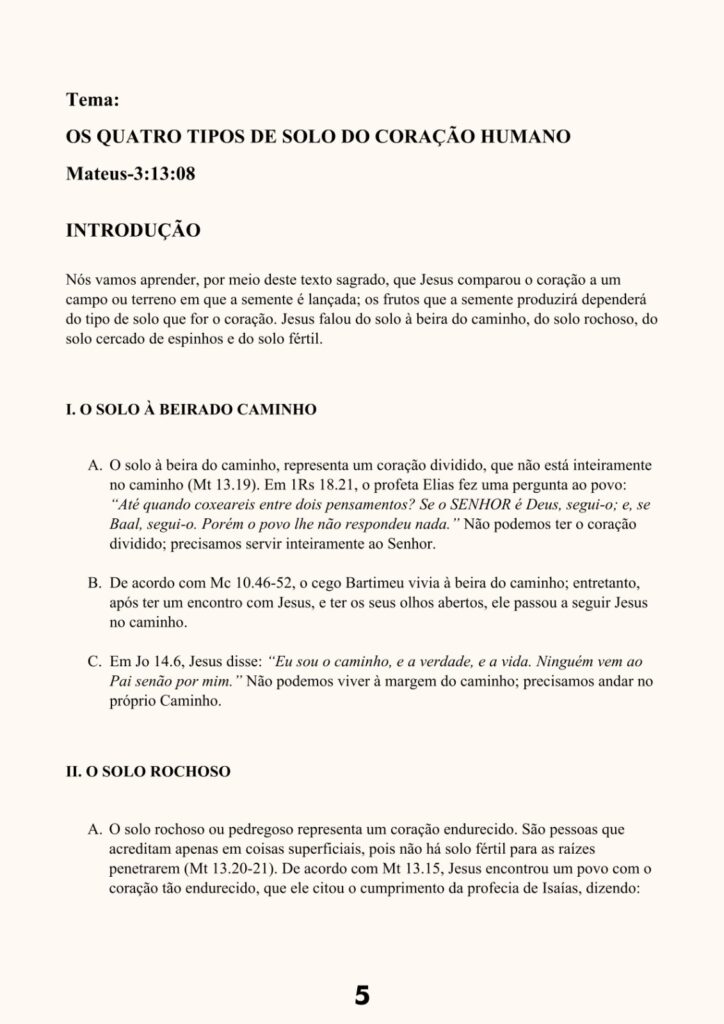 Tema:
OS QUATRO TIPOS DE SOLO DO CORAÇÃO HUMANO
Mateus-3:13:08
INTRODUÇÃO
Nós vamos aprender, por meio deste texto sagrado, que Jesus comparou o coração a um
campo ou terreno em que a semente é lançada; os frutos que a semente produzirá dependerá
do tipo de solo que for o coração. Jesus falou do solo à beira do caminho, do solo rochoso, do
solo cercado de espinhos e do solo fértil.
I. O SOLO À BEIRADO CAMINHO
A. O solo à beira do caminho, representa um coração dividido, que não está inteiramente
no caminho (Mt 13.19). Em 1Rs 18.21, o profeta Elias fez uma pergunta ao povo:
“Até quando coxeareis entre dois pensamentos? Se o SENHOR é Deus, segui-o; e, se
Baal, segui-o. Porém o povo lhe não respondeu nada.” Não podemos ter o coração
dividido; precisamos servir inteiramente ao Senhor.
B. De acordo com Mc 10.46-52, o cego Bartimeu vivia à beira do caminho; entretanto,
após ter um encontro com Jesus, e ter os seus olhos abertos, ele passou a seguir Jesus
no caminho.
C. Em Jo 14.6, Jesus disse: “Eu sou o caminho, e a verdade, e a vida. Ninguém vem ao
Pai senão por mim.” Não podemos viver à margem do caminho; precisamos andar no
próprio Caminho.
II. O SOLO ROCHOSO
A. O solo rochoso ou pedregoso representa um coração endurecido. São pessoas que
acreditam apenas em coisas superficiais, pois não há solo fértil para as raízes
penetrarem (Mt 13.20-21). De acordo com Mt 13.15, Jesus encontrou um povo com o
coração tão endurecido, que ele citou o cumprimento da profecia de Isaías, dizendo:
5